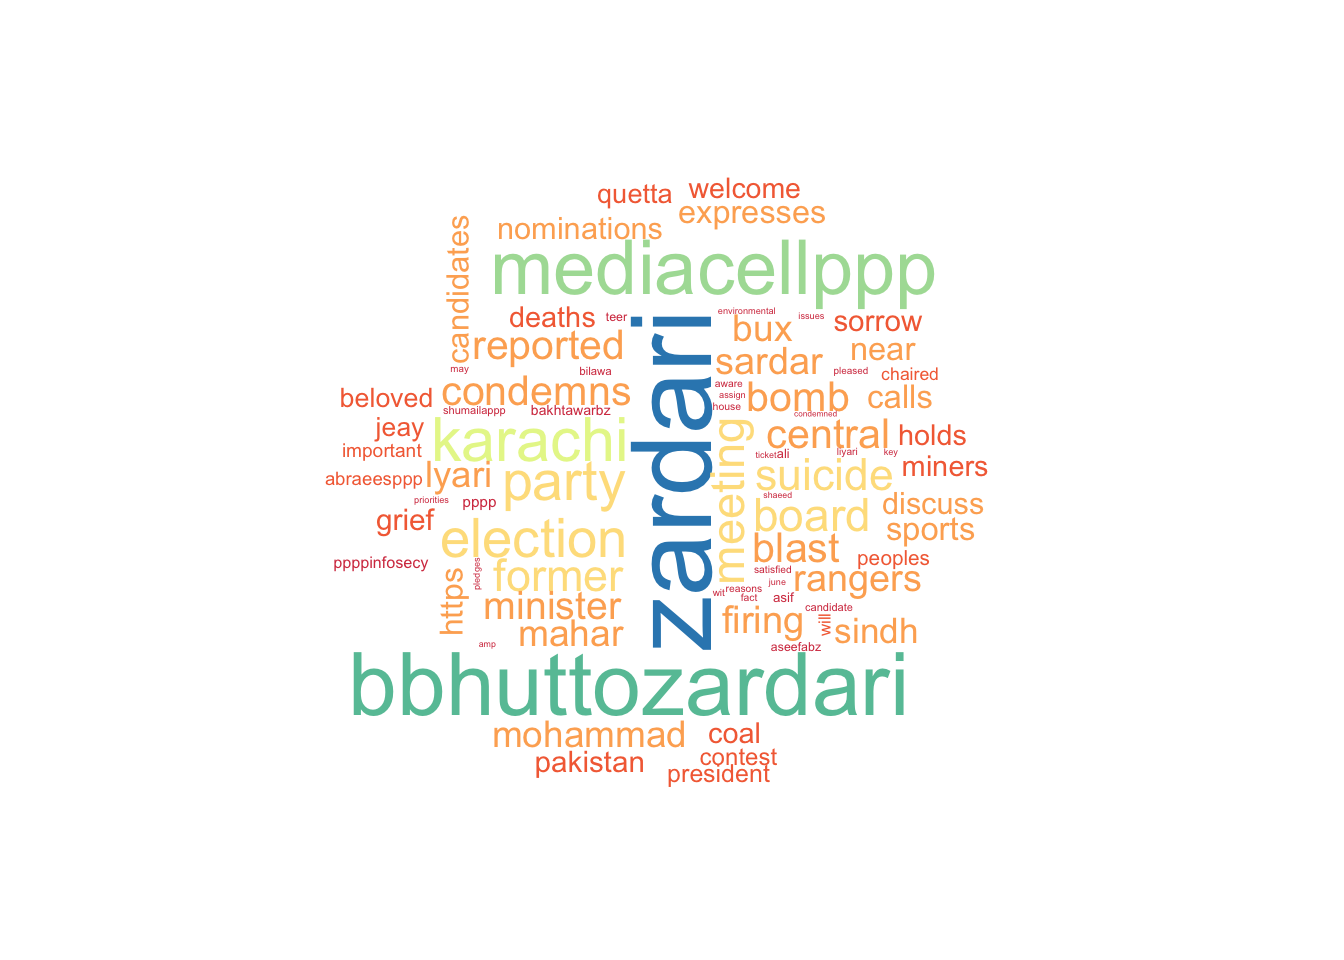 quetta
welcome
expresses
nominations
candidates
mediacellppp
deaths
teer
environmental
issues
bux
sorrow
reported
zardari
sardar
near
may
bilawa
pleased
chaired
condemns
aware
assign
house
bomb
calls
beloved
shumailappp
bakhtawarbz
condemned
jeay
karachi
meeting
central
holds
important
ticket
ali
liyari
key
abraeesppp
lyari
party
suicide
miners
priorities
pppp
shaeed
board
discuss
grief
election
blast
sports
ppppinfosecy
pledges
former
satisfied
peoples
june
rangers
https
wit
reasons
fact
asif
minister
candidate
mahar
firing
will
sindh
amp
aseefabz
bbhuttozardari
mohammad
coal
pakistan
contest
president